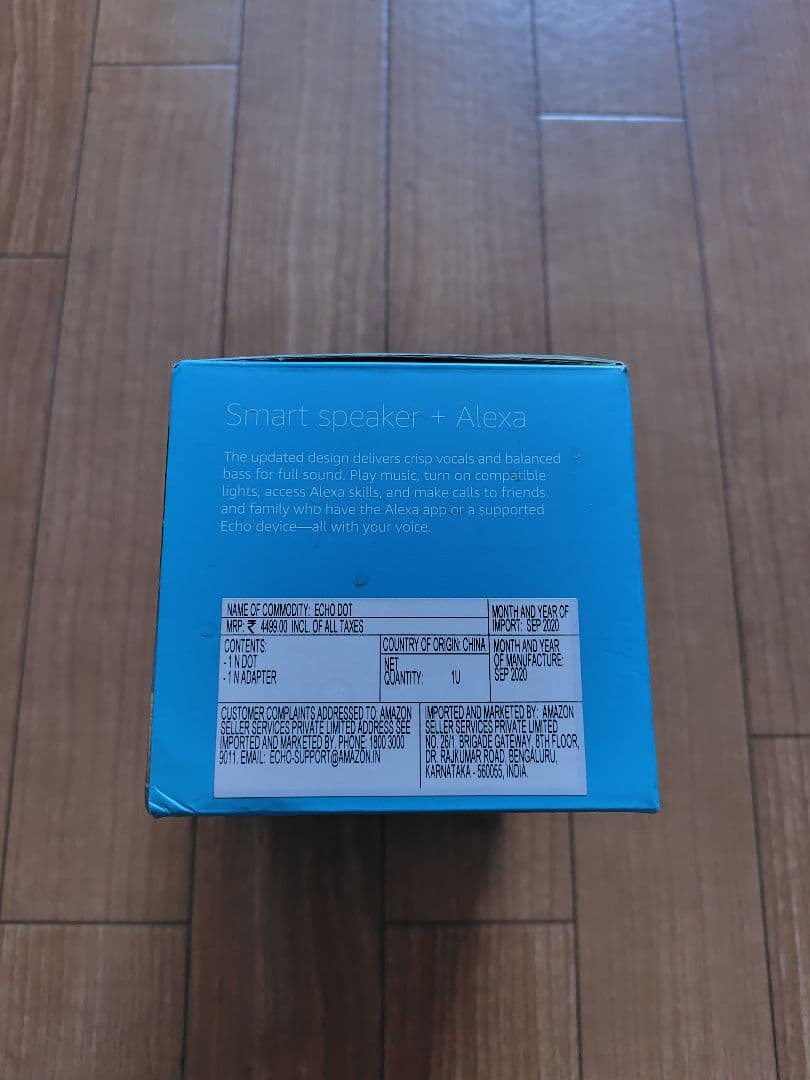 Smart speaker + Alexa
The updated design delivers crisp vocals and balanced
bass for full sound. Play music, turn on compatible
lights, access Alexa skills, and make calls to friends
and family who have the Alexa app or a supported
Echo device—all with your voice.
NAME OF COMMODITY: ECHO DOT
MRP: ₹ 4499.00 INCL. OF ALL TAXES
MONTH AND YEAR OF
IMPORT: SEP 2020
CONTENTS:
- 1 N DOT
- 1 N ADAPTER
COUNTRY OF ORIGIN: CHINA
NET
QUANTITY: 1U
MONTH AND YEAR
OF MANUFACTURE:
SEP 2020
CUSTOMER COMPLAINTS ADDRESSED TO: AMAZON
SELLER SERVICES PRIVATE LIMITED ADDRESS SEE
IMPORTED AND MARKETED BY. PHONE: 1800 3000
9011, EMAIL: ECHO-SUPPORT@AMAZON.IN
IMPORTED AND MARKETED BY: AMAZON
SELLER SERVICES PRIVATE LIMITED
NO. 26/1, BRIGADE GATEWAY, 8TH FLOOR,
DR. RAJKUMAR ROAD, BENGALURU,
KARNATAKA - 560055, INDIA.